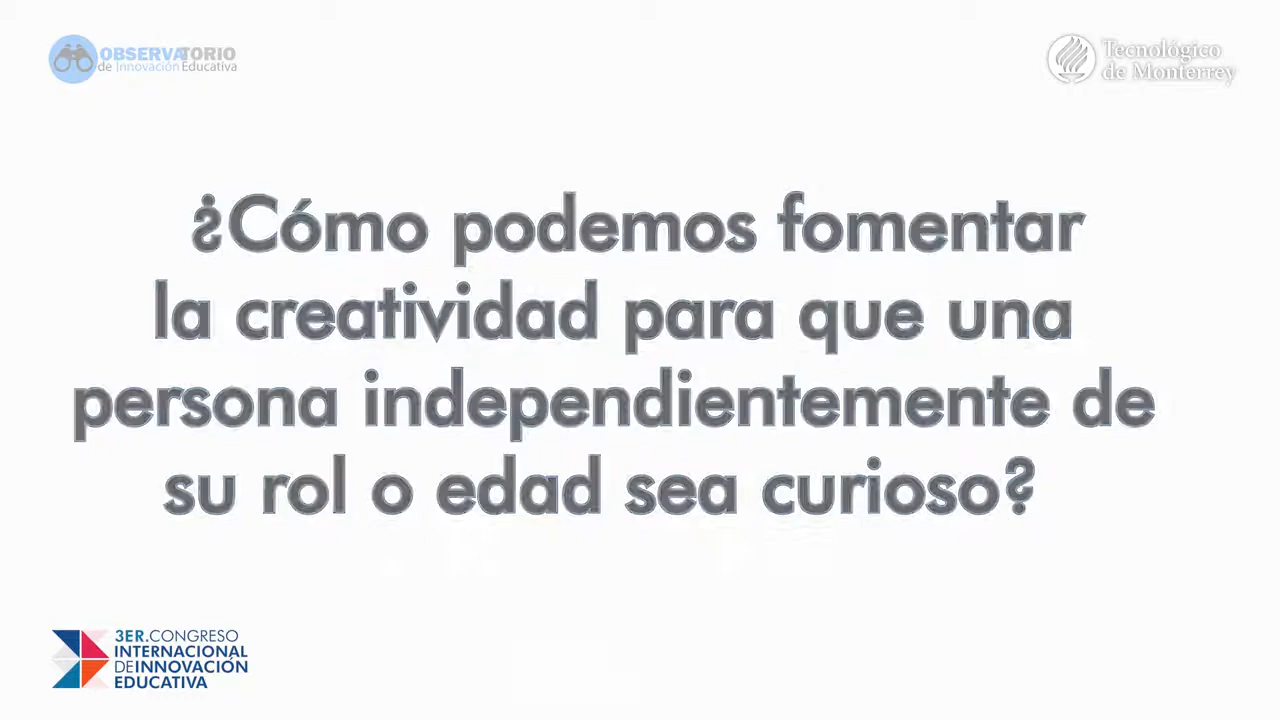 OBSERVATORIO
de Innovación Educativa
Tecnológico
de Monterrey
¿Cómo podemos fomentar
la creatividad para que una
persona independientemente de
su rol o edad sea curioso?
3ER.CONGRESO
INTERNACIONAL
DEINNOVACIÓN
EDUCATIVA